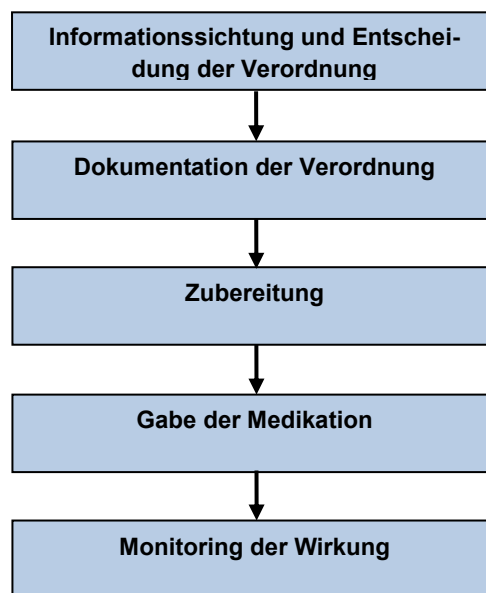 Informationssichtung und Entschei-
dung der Verordnung
Dokumentation der Verordnung
Zubereitung
Gabe der Medikation
Monitoring der Wirkung